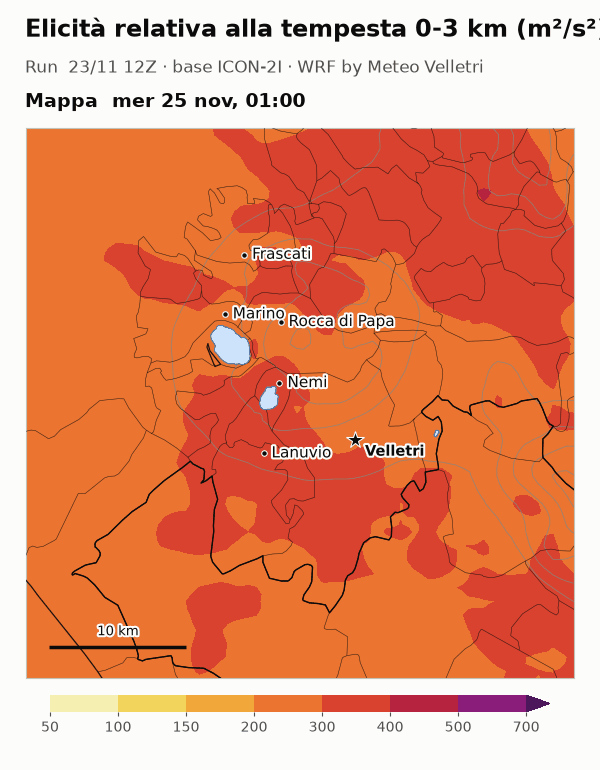 Elicità relativa alla tempesta 0-3 km (m²/s²)
Run 23/11 12Z · base ICON-2I · WRF by Meteo Velletri
Mappa mer 25 nov, 01:00
Frascati
Marino
Rocca di Papa
Nemi
Velletri
Lanuvio
10 km
50 100 150 200 300 400 500 700